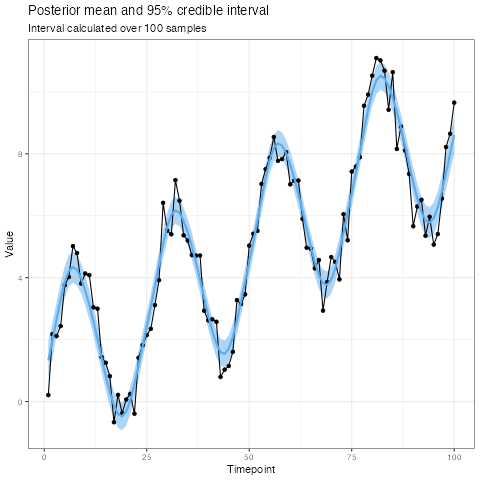 Posterior mean and 95% credible interval
Interval calculated over 100 samples
8
4
0
Value
0 25 50 75 100
Timepoint